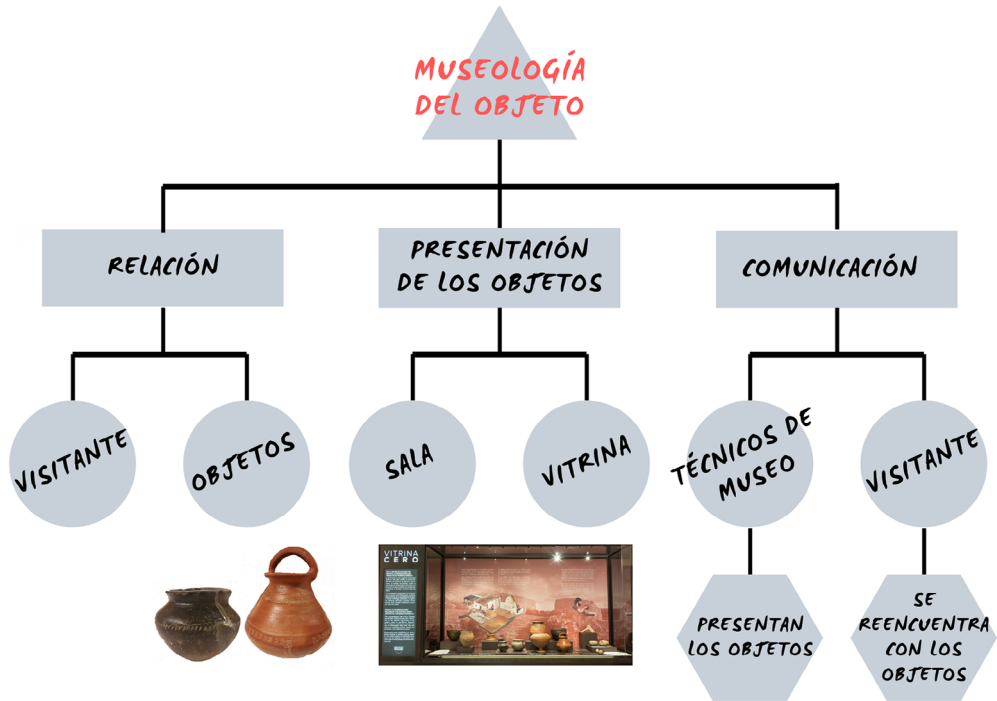 MUSEOLOGÍA
DEL OBJETO
RELACIÓN
PRESENTACIÓN
DE LOS OBJETOS
COMUNICACIÓN
VISITANTE
OBJETOS
SALA
VITRINA
TÉCNICOS DE
MUSEO
VISITANTE
VITRINA
CERO
PRESENTAN
LOS OBJETOS
SE
REENCUENTRA
CON LOS
OBJETOS